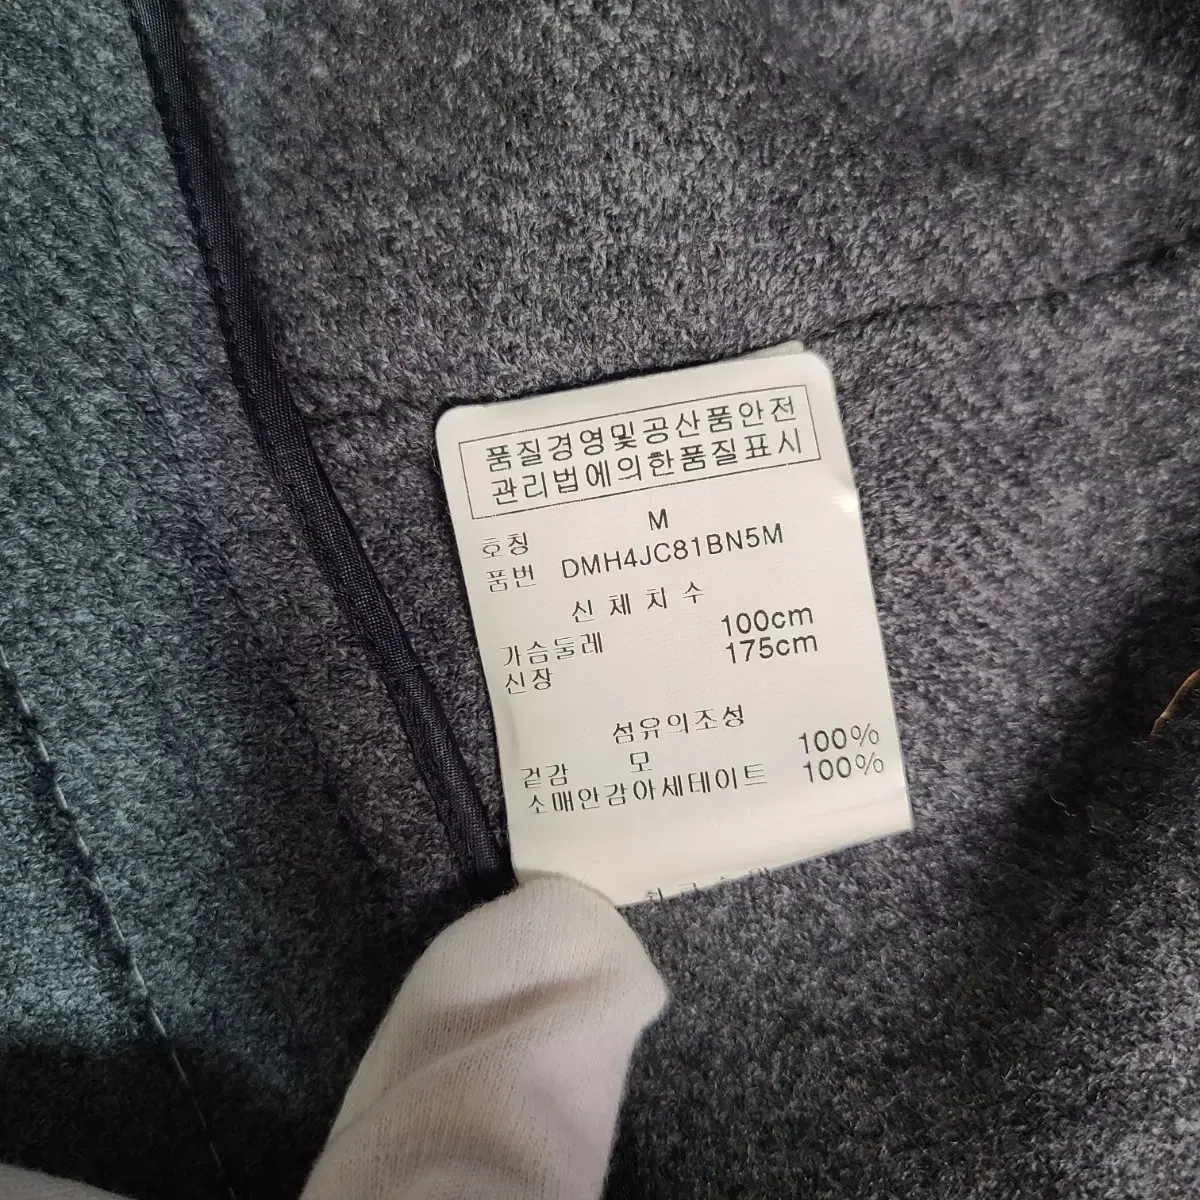 품질경영및공산품안전
관리법에의한품질표시
호칭 M
품번 DMH4JC81BN5M
신체치수
가슴둘레 100cm
신장 175cm
섬유의조성
겉감 모 100%
소매안감아세테이트 100%